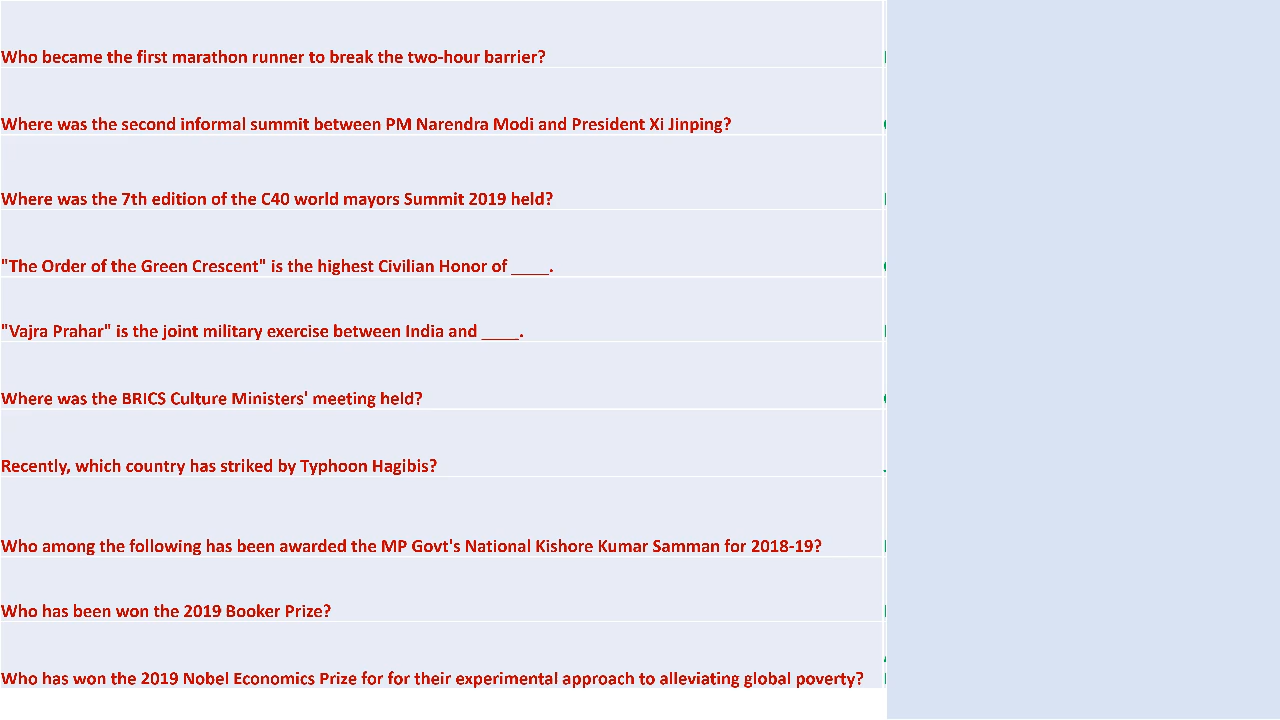 Who became the first marathon runner to break the two-hour barrier?
Where was the second informal summit between PM Narendra Modi and President Xi Jinping?
Where was the 7th edition of the C40 world mayors Summit 2019 held?
"The Order of the Green Crescent" is the highest Civilian Honor of ____.
"Vajra Prahar" is the joint military exercise between India and ____.
Where was the BRICS Culture Ministers' meeting held?
Recently, which country has striked by Typhoon Hagibis?
Who among the following has been awarded the MP Govt's National Kishore Kumar Samman for 2018-19?
Who has been won the 2019 Booker Prize?
Who has won the 2019 Nobel Economics Prize for for their experimental approach to alleviating global poverty?